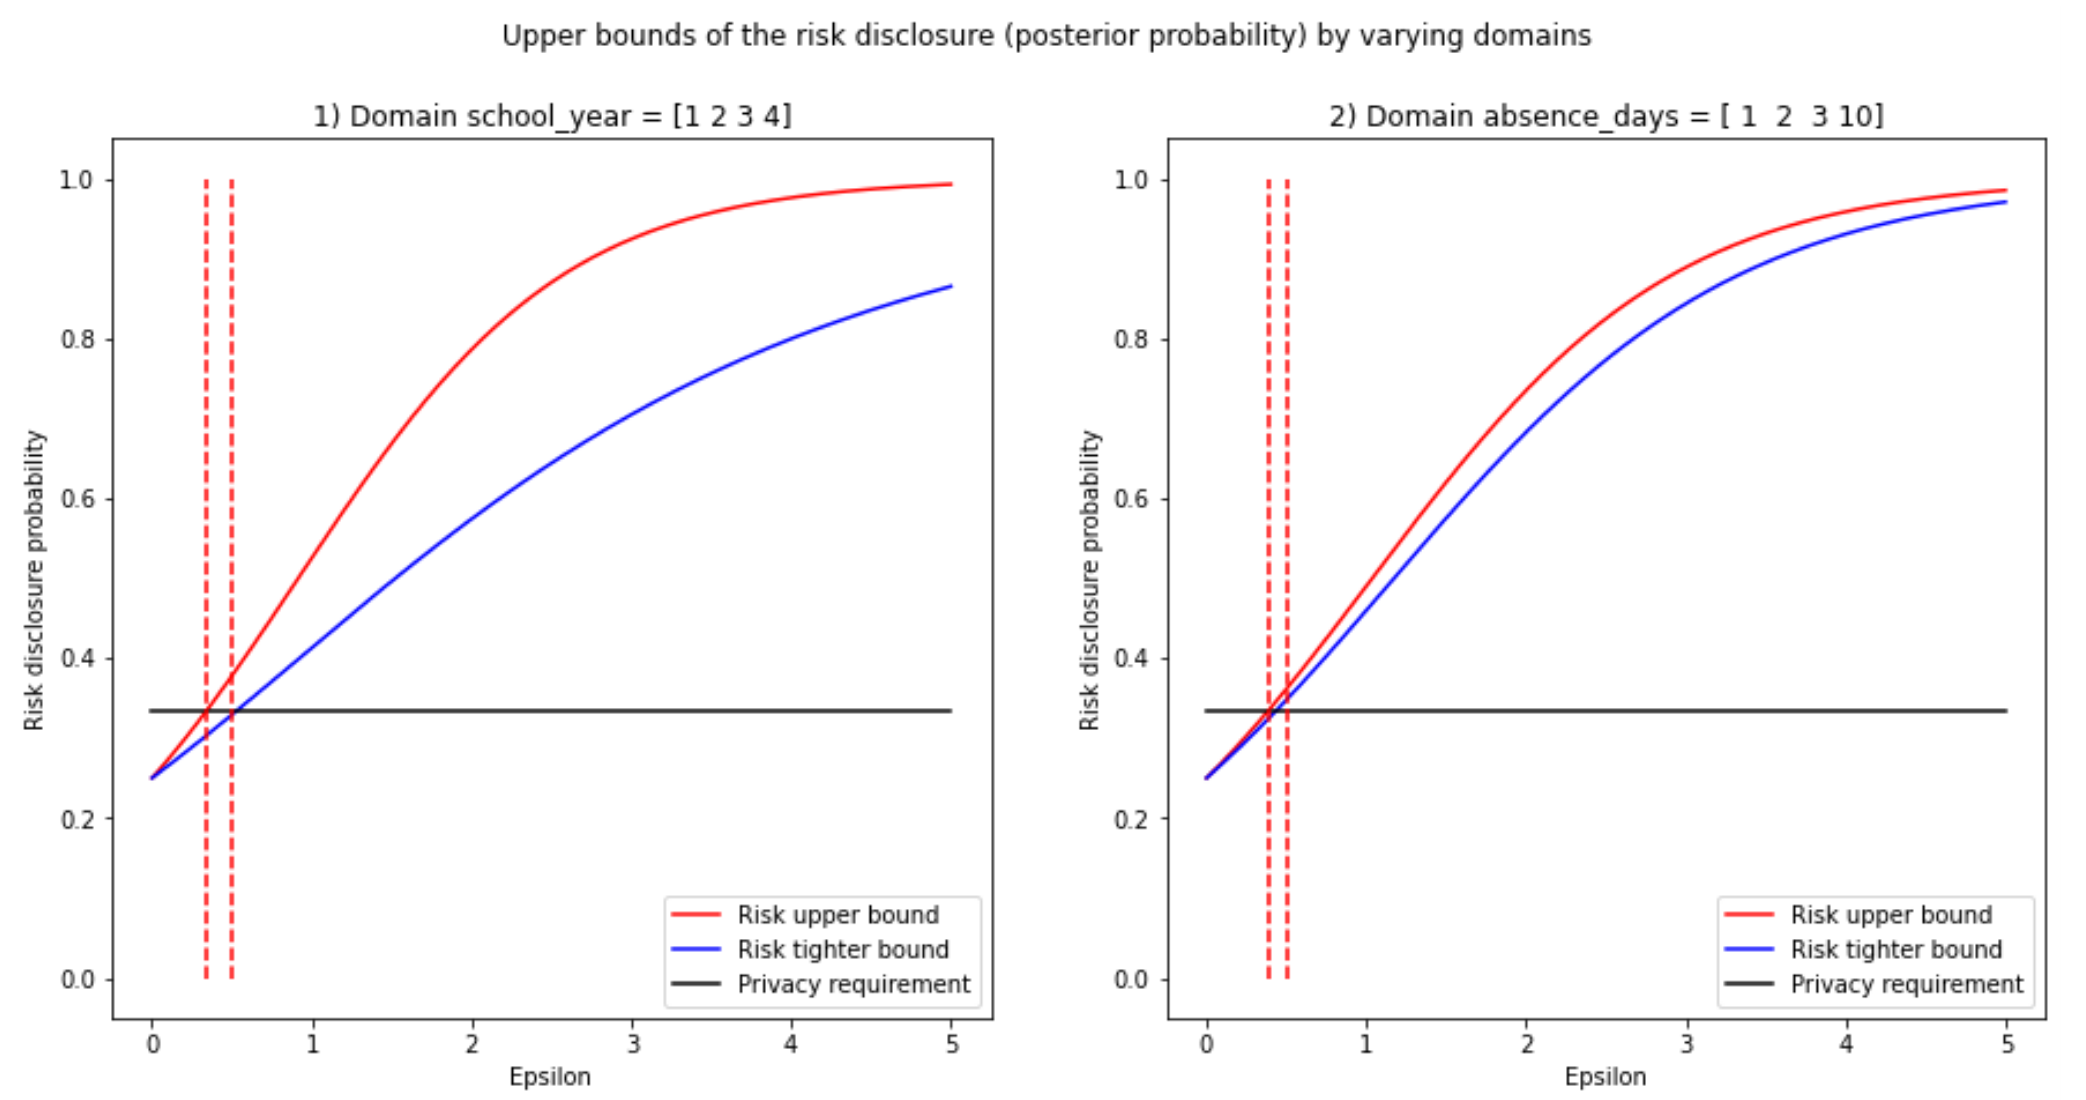 Upper bounds of the risk disclosure (posterior probability) by varying domains
1) Domain school_year = [1 2 3 4]
1.0
0.8
0.6
0.4
0.2
0.0
Risk disclosure probability
Risk upper bound
Risk tighter bound
Privacy requirement
0 1 2 3 4 5
Epsilon
2) Domain absence_days = [ 1  2  3 10]
1.0
0.8
0.6
0.4
0.2
0.0
Risk disclosure probability
Risk upper bound
Risk tighter bound
Privacy requirement
0 1 2 3 4 5
Epsilon